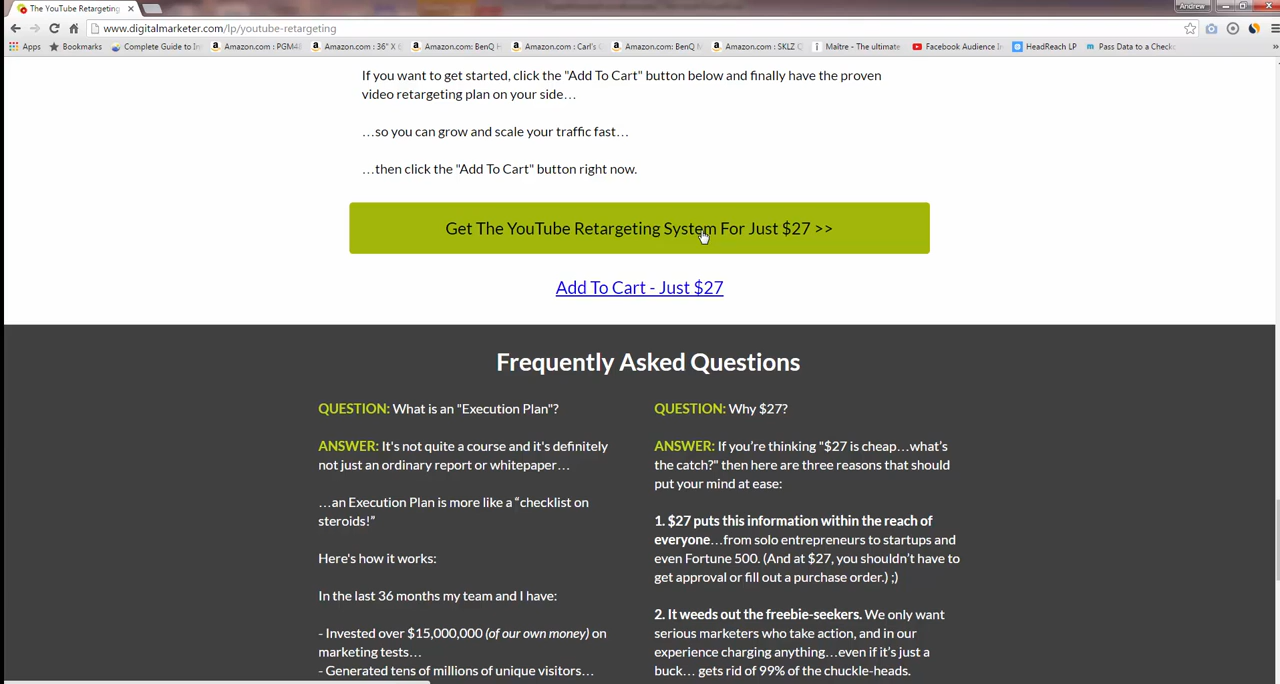 The YouTube Retargeting
Andrew
www.digitalmarketer.com/lp/youtube-retargeting
Apps
Bookmarks
Complete Guide to In
Amazon.com : PGM4
Amazon.com : 36" X 6
Amazon.com: BenQ H
Amazon.com : Carl's
Amazon.com: BenQ M
Amazon.com : SKLZ Q
Maitre - The ultimate
Facebook Audience In
HeadReach LP
Pass Data to a Check
If you want to get started, click the "Add To Cart" button below and finally have the proven
video retargeting plan on your side…
…so you can grow and scale your traffic fast…
…then click the "Add To Cart" button right now.
Get The YouTube Retargeting System For Just $27 >>
Add To Cart - Just $27
Frequently Asked Questions
QUESTION: What is an "Execution Plan"?
ANSWER: It's not quite a course and it's definitely
not just an ordinary report or whitepaper…
…an Execution Plan is more like a “checklist on
steroids!”
Here's how it works:
In the last 36 months my team and I have:
- Invested over $15,000,000 (of our own money) on
marketing tests…
- Generated tens of millions of unique visitors…
QUESTION: Why $27?
ANSWER: If you’re thinking "$27 is cheap…what’s
the catch?" then here are three reasons that should
put your mind at ease:
1. $27 puts this information within the reach of
everyone…from solo entrepreneurs to startups and
even Fortune 500. (And at $27, you shouldn’t have to
get approval or fill out a purchase order.) ;)
2. It weeds out the freebie-seekers. We only want
serious marketers who take action, and in our
experience charging anything…even if it’s just a
buck… gets rid of 99% of the chuckle-heads.